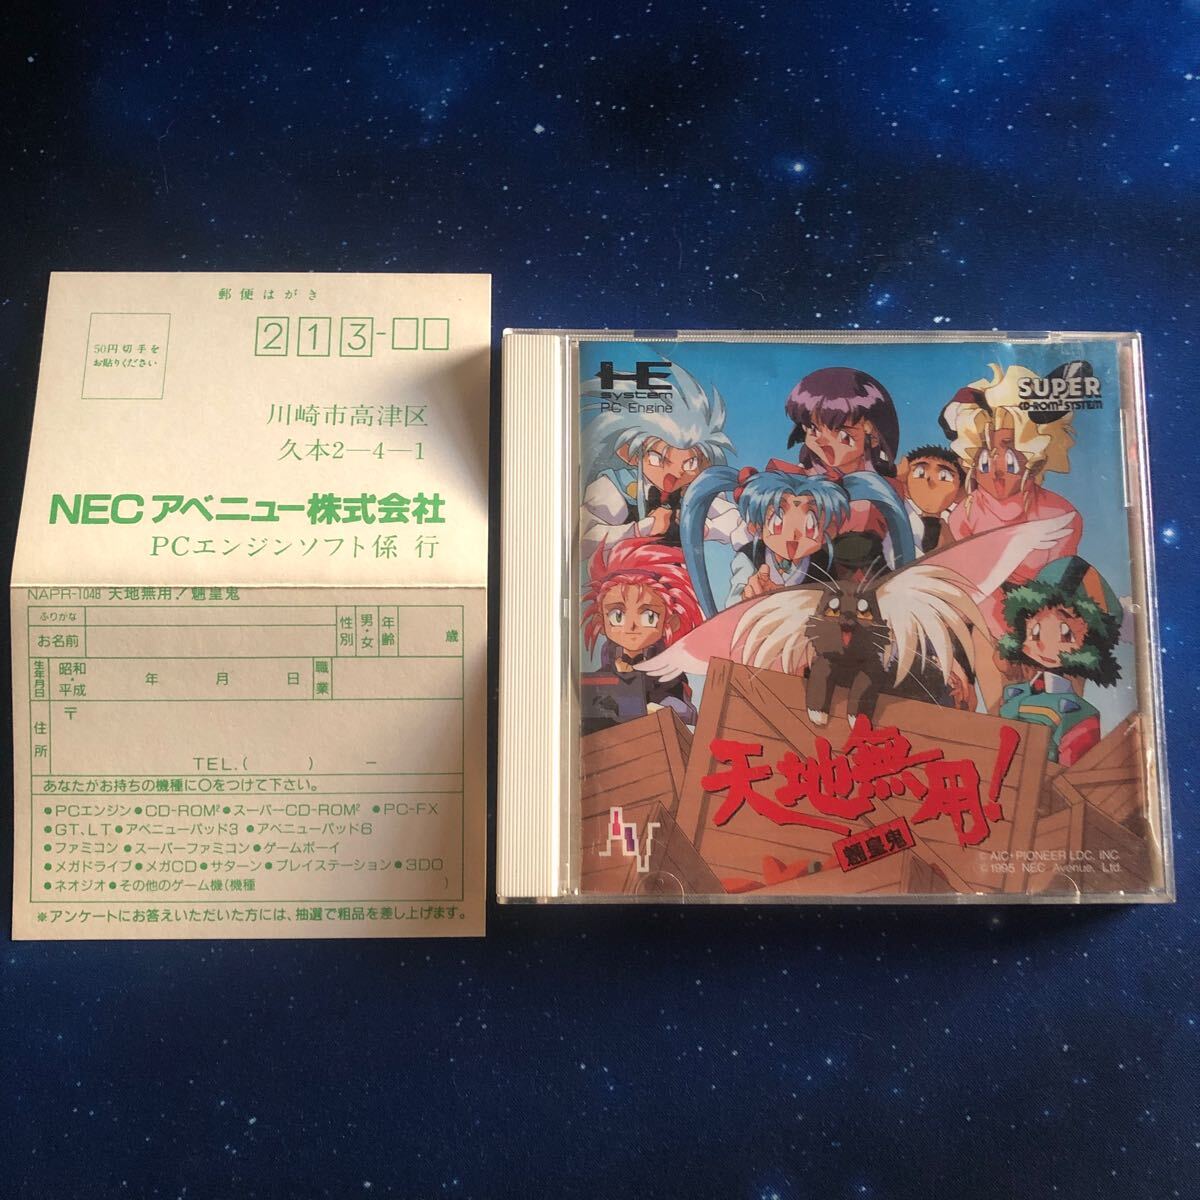 郵便はがき
50円切手を
お貼りください
213-
川崎市高津区
久本2-4-1
NECアベニュー株式会社
PCエンジンソフト係 行
NAPR-1048 天地無用！魎皇鬼
ふりがな
お名前
性別
男・女
年齢
歳
生年月日
昭和・平成
年 月 日
職業
住所
〒
TEL.( ) -
あなたがお持ちの機種に○をつけて下さい。
●PCエンジン●CD-ROM²●スーパーCD-ROM² ●PC-FX
●GT、LT●アベニューパッド3 ●アベニューパッド6
●ファミコン●スーパーファミコン●ゲームボーイ
●メガドライブ●メガCD●サターン●プレイステーション●3DO
●ネオジオ●その他のゲーム機(機種 )
※アンケートにお答えいただいた方には、抽選で粗品を差し上げます。
HE
system
PC Engine
SUPER
CD-ROM² SYSTEM
天地無用！
魎皇鬼
AV
© AIC・PIONEER LDC, INC.
© 1995 NEC Avenue, Ltd.